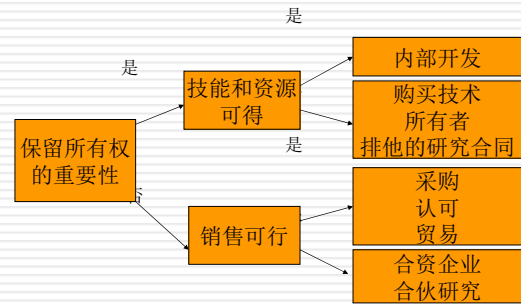 是
是
内部开发
技能和资源
可得
购买技术
所有者
排他的研究合同
保留所有权
的重要性
是
采购
认可
贸易
销售可行
合资企业
合伙研究